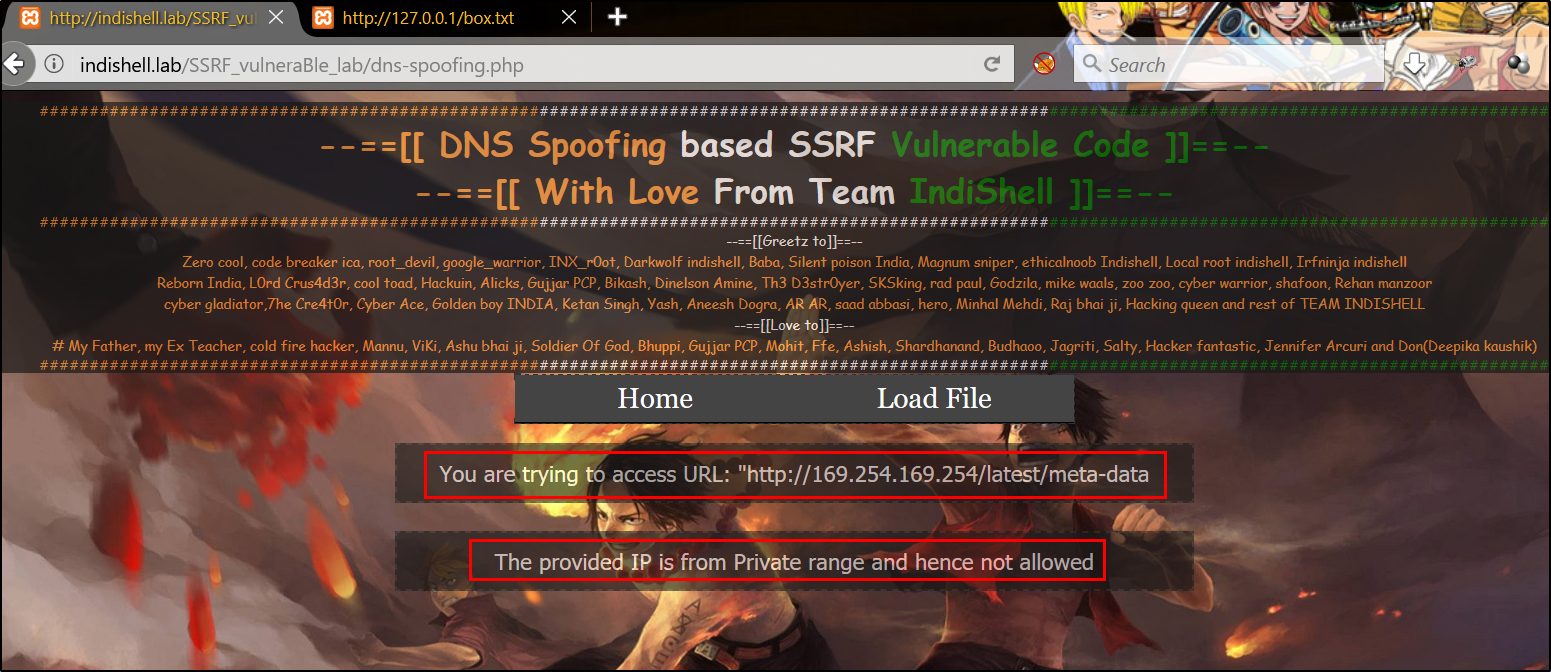 http://indishell.lab/SSRF_vul
http://127.0.0.1/box.txt
indishell.lab/SSRF_vulneraBle_lab/dns-spoofing.php
Search
--==[[ DNS Spoofing based SSRF Vulnerable Code ]]==--
--==[[ With Love From Team IndiShell ]]==--
--==[[Greetz to]]==--
Zero cool, code breaker ica, root_devil, google_warrior, INX_r0ot, Darkwolf indishell, Baba, Silent poison India, Magnum sniper, ethicalnoob Indishell, Local root indishell, Irfninja indishell
Reborn India, L0rd Crus4d3r, cool toad, Hackuin, Alicks, Gujjar PCP, Bikash, Dinelson Amine, Th3 D3str0yer, SKSking, rad paul, Godzila, mike waals, zoo zoo, cyber warrior, shafoon, Rehan manzoor
cyber gladiator,7he Cre4t0r, Cyber Ace, Golden boy INDIA, Ketan Singh, Yash, Aneesh Dogra, AR AR, saad abbasi, hero, Minhal Mehdi, Raj bhai ji, Hacking queen and rest of TEAM INDISHELL
--==[[Love to]]==--
# My Father, my Ex Teacher, cold fire hacker, Mannu, ViKi, Ashu bhai ji, Soldier Of God, Bhuppi, Gujjar PCP, Mohit, Ffe, Ashish, Shardhanand, Budhaoo, Jagriti, Salty, Hacker fantastic, Jennifer Arcuri and Don(Deepika kaushik)
Home Load File
You are trying to access URL: "http://169.254.169.254/latest/meta-data
The provided IP is from Private range and hence not allowed